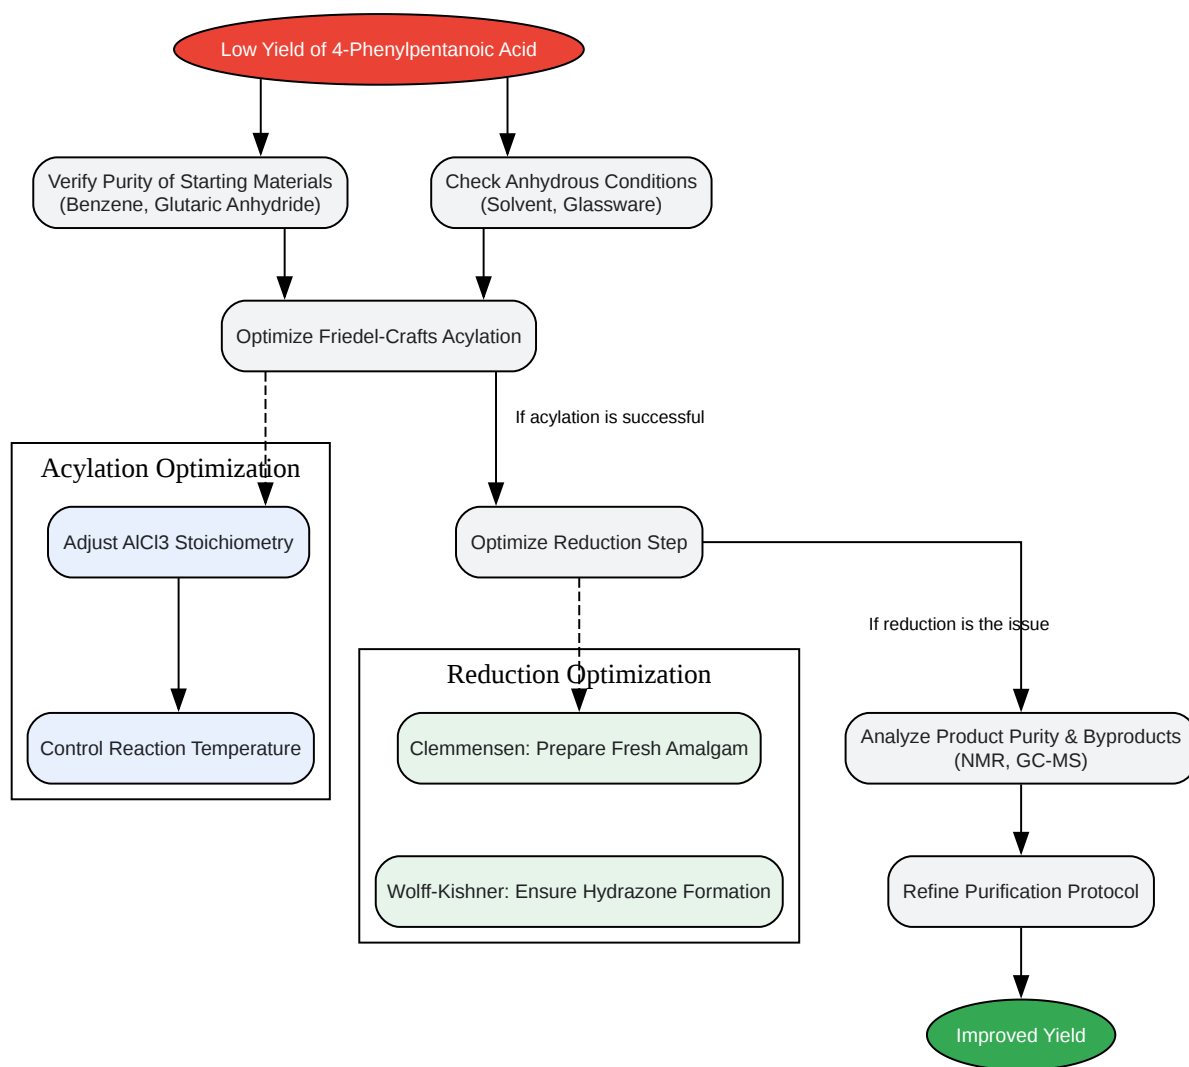 Low Yield of 4-Phenylpentanoic Acid
Verify Purity of Starting Materials
(Benzene, Glutaric Anhydride)
Check Anhydrous Conditions
(Solvent, Glassware)
Optimize Friedel-Crafts Acylation
If acylation is successful
Acylation Optimization
Adjust AlCl3 Stoichiometry
Control Reaction Temperature
Optimize Reduction Step
If reduction is the issue
Reduction Optimization
Clemmensen: Prepare Fresh Amalgam
Wolff-Kishner: Ensure Hydrazone Formation
Analyze Product Purity & Byproducts
(NMR, GC-MS)
Refine Purification Protocol
Improved Yield